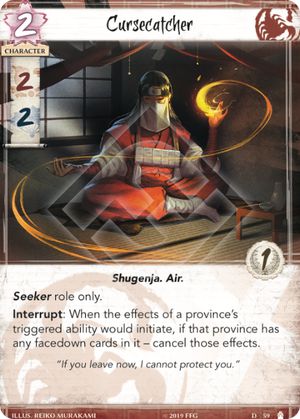 2
Cursecatcher
CHARACTER
2
2
1
Shugenja. Air.
Seeker role only.
Interrupt: When the effects of a province's
triggered ability would initiate, if that province has
any facedown cards in it – cancel those effects.
"If you leave now, I cannot protect you."
ILLUS. REIKO MURAKAMI © 2019 FFG D 59